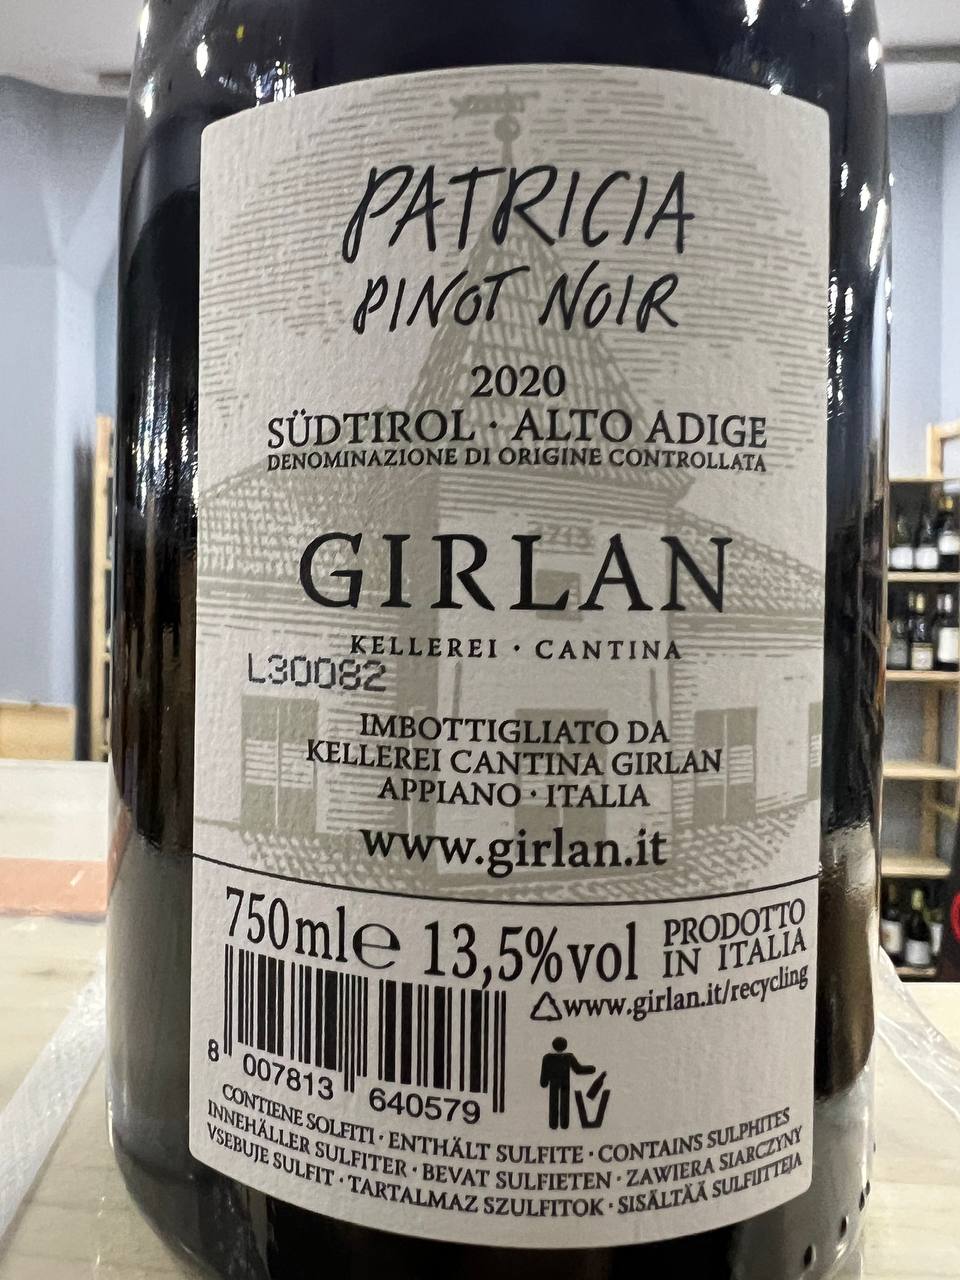 PATRICIA
PINOT NOIR
2020
SÜDTIROL · ALTO ADIGE
DENOMINAZIONE DI ORIGINE CONTROLLATA
1713
GIRLAN
KELLEREI · CANTINA
L30082
IMBOTTIGLIATO DA
KELLEREI CANTINA GIRLAN
APPIANO · ITALIA
www.girlan.it
750ml℮ 13,5%vol PRODOTTO
IN ITALIA
www.girlan.it/recycling
8 007813 640579
CONTIENE SOLFITI · ENTHÄLT SULFITE · CONTAINS SULPHITES
INNEHÅLLER SULFITER · BEVAT SULFIETEN · ZAWIERA SIARCZYNY
VSEBUJE SULFIT · TARTALMAZ SZULFITOK · SISÄLTÄÄ SULFIITTEJA